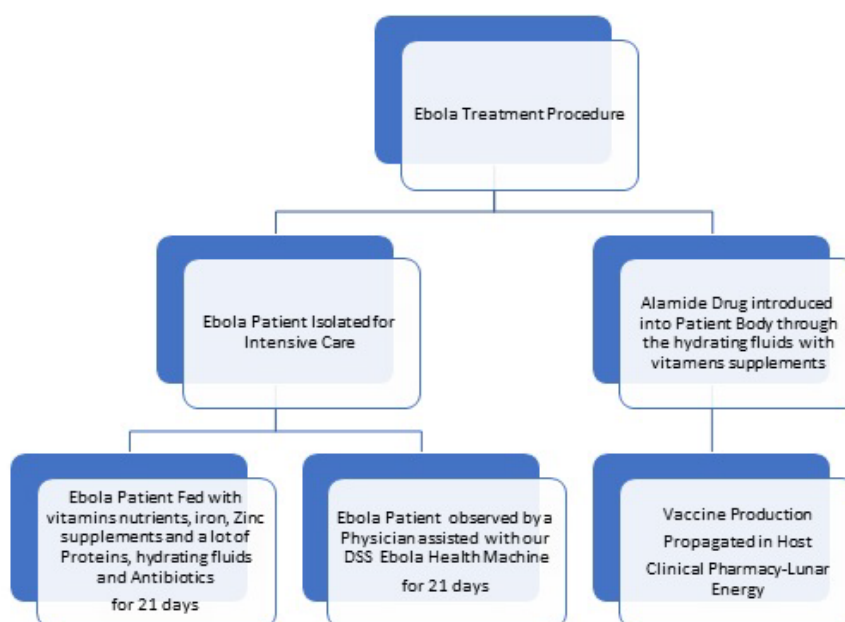 Ebola Treatment Procedure
Ebola Patient Isolated for
Intensive Care
Alamide Drug introduced
into Patient Body through
the hydrating fluids with
vitamens supplements
Ebola Patient Fed with
vitamins nutrients, iron, Zinc
supplements and a lot of
Proteins, hydrating fluids
and Antibiotics
for 21 days
Ebola Patient observed by a
Physician assisted with our
DSS Ebola Health Machine
for 21 days
Vaccine Production
Propagated in Host
Clinical Pharmacy-Lunar
Energy